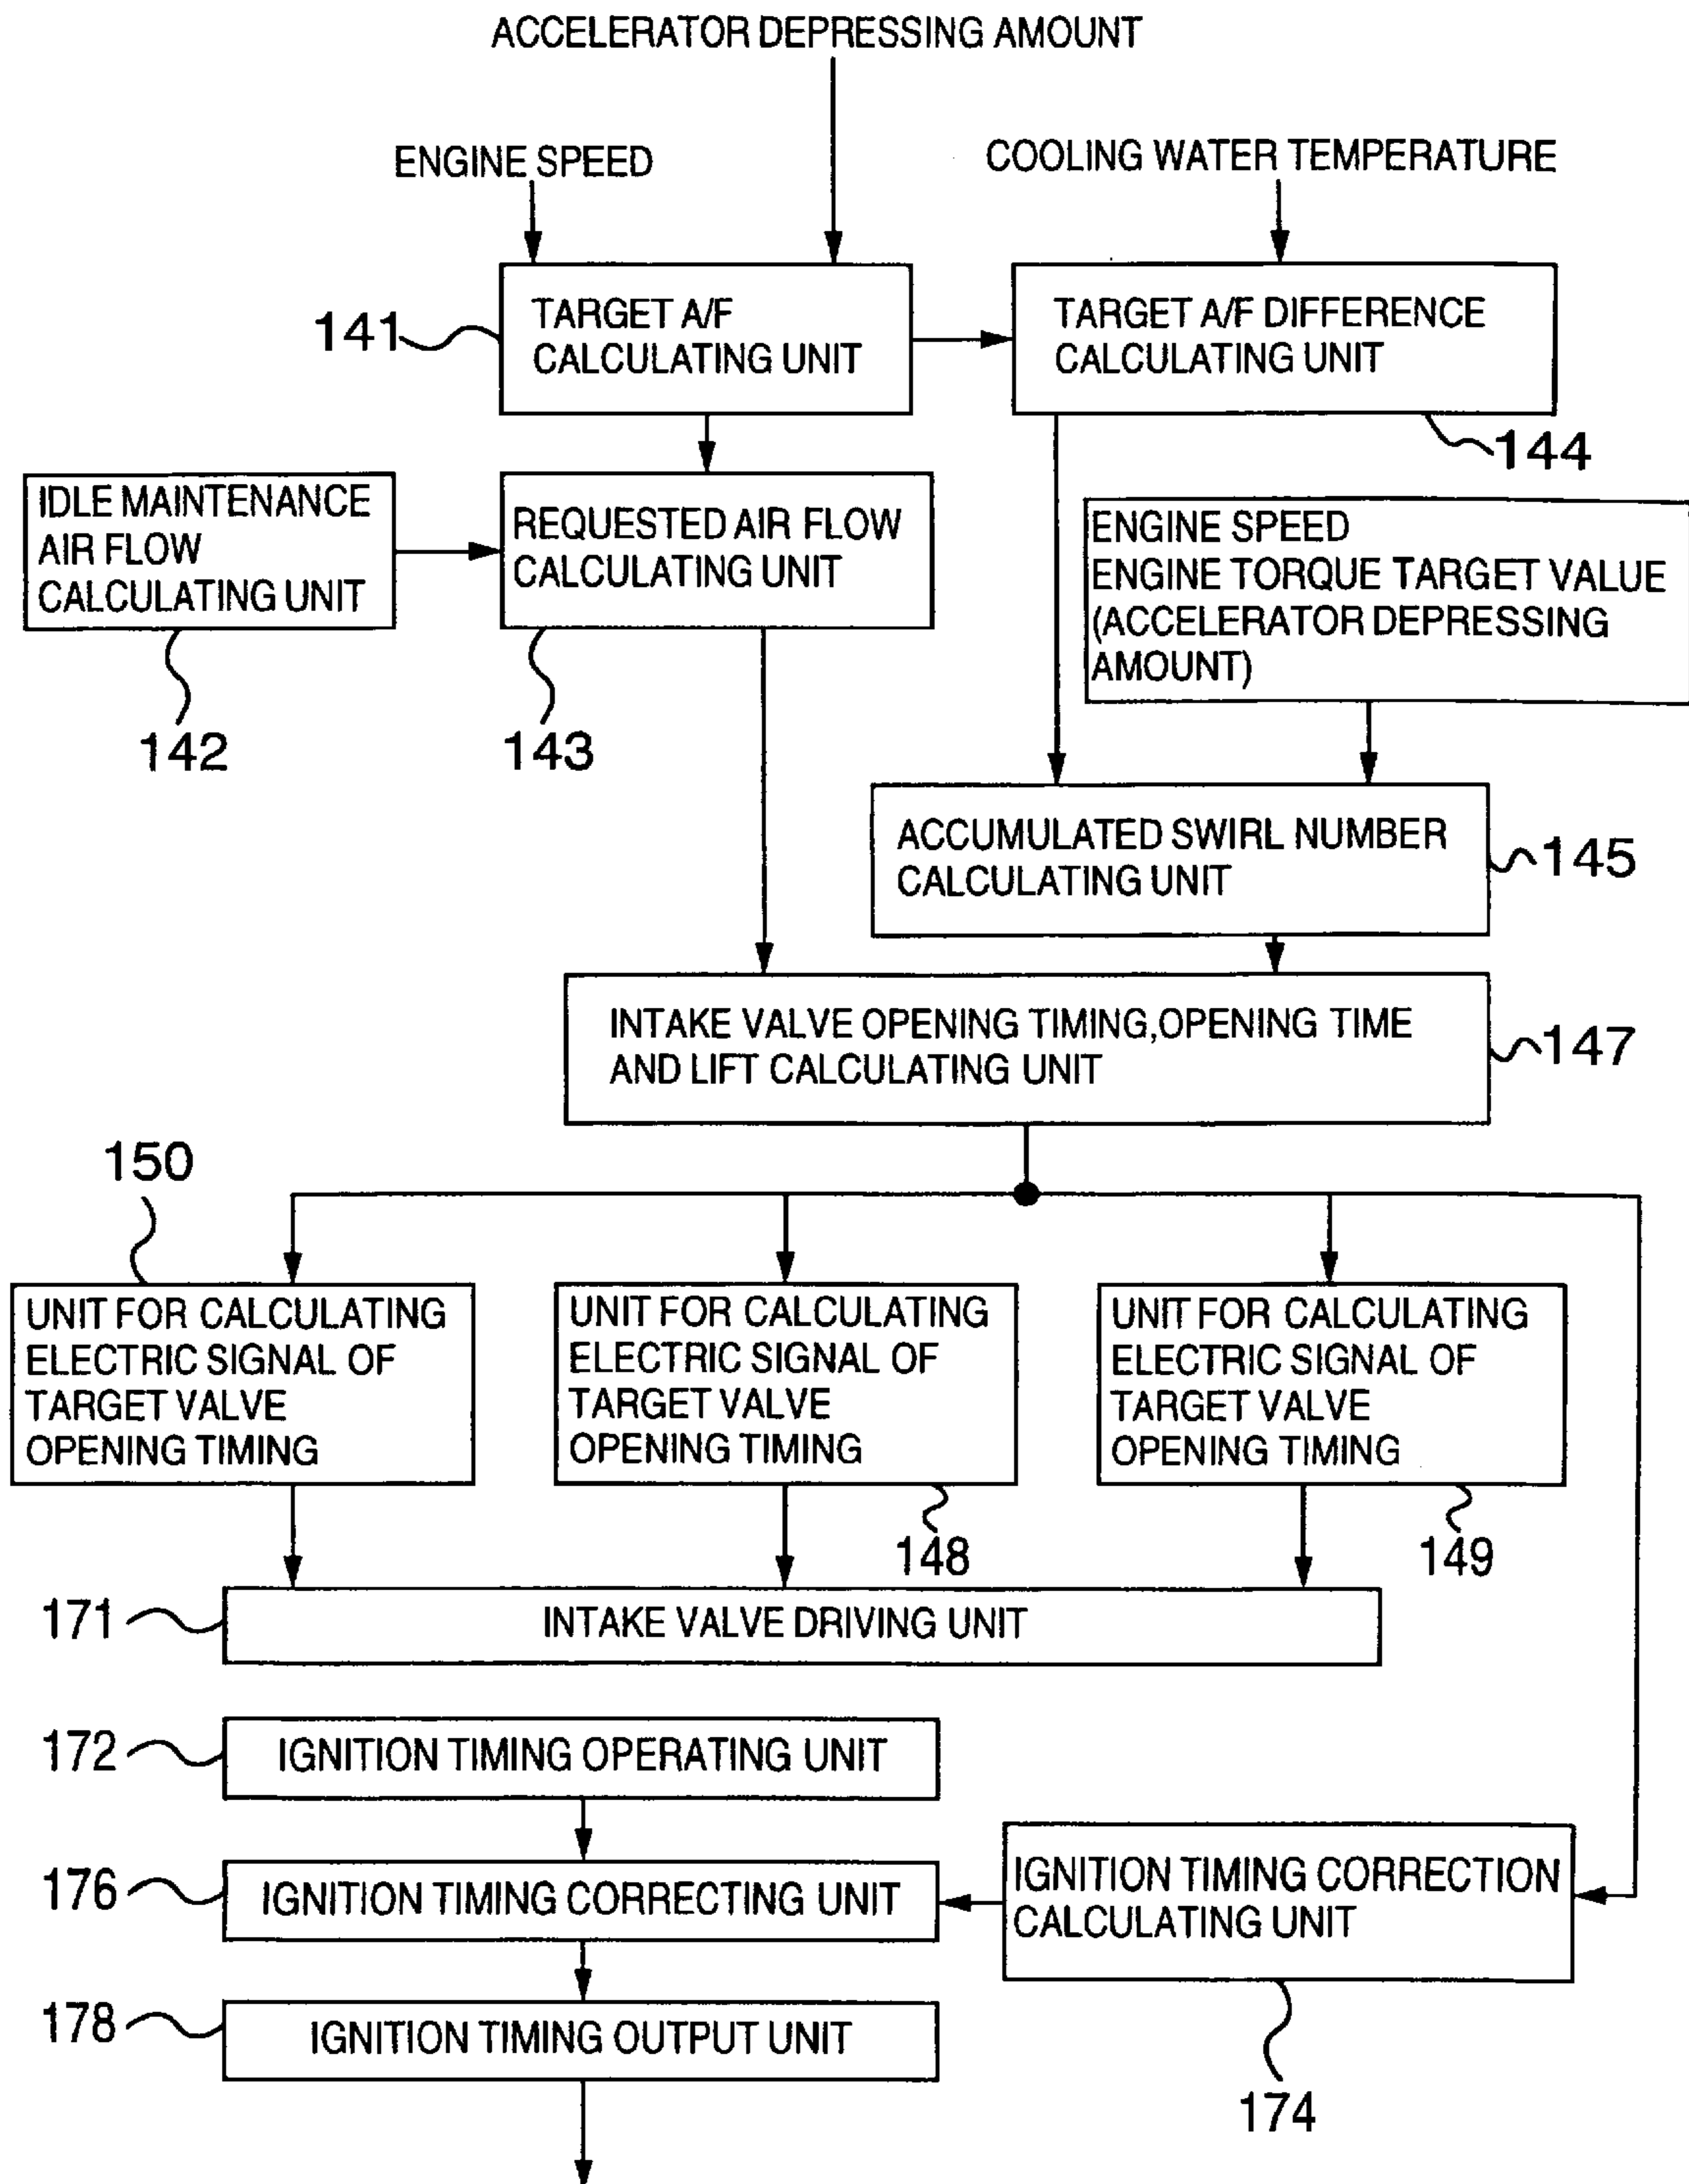 ACCELERATOR DEPRESSING AMOUNT
ENGINE SPEED
COOLING WATER TEMPERATURE
141
TARGET A/F
CALCULATING UNIT
TARGET A/F DIFFERENCE
CALCULATING UNIT
144
IDLE MAINTENANCE
AIR FLOW
CALCULATING UNIT
142
REQUESTED AIR FLOW
CALCULATING UNIT
143
ENGINE SPEED
ENGINE TORQUE TARGET VALUE
(ACCELERATOR DEPRESSING
AMOUNT)
ACCUMULATED SWIRL NUMBER
CALCULATING UNIT
145
INTAKE VALVE OPENING TIMING,OPENING TIME
AND LIFT CALCULATING UNIT
147
150
UNIT FOR CALCULATING
ELECTRIC SIGNAL OF
TARGET VALVE
OPENING TIMING
UNIT FOR CALCULATING
ELECTRIC SIGNAL OF
TARGET VALVE
OPENING TIMING
148
UNIT FOR CALCULATING
ELECTRIC SIGNAL OF
TARGET VALVE
OPENING TIMING
149
171
INTAKE VALVE DRIVING UNIT
172
IGNITION TIMING OPERATING UNIT
176
IGNITION TIMING CORRECTING UNIT
IGNITION TIMING CORRECTION
CALCULATING UNIT
174
178
IGNITION TIMING OUTPUT UNIT